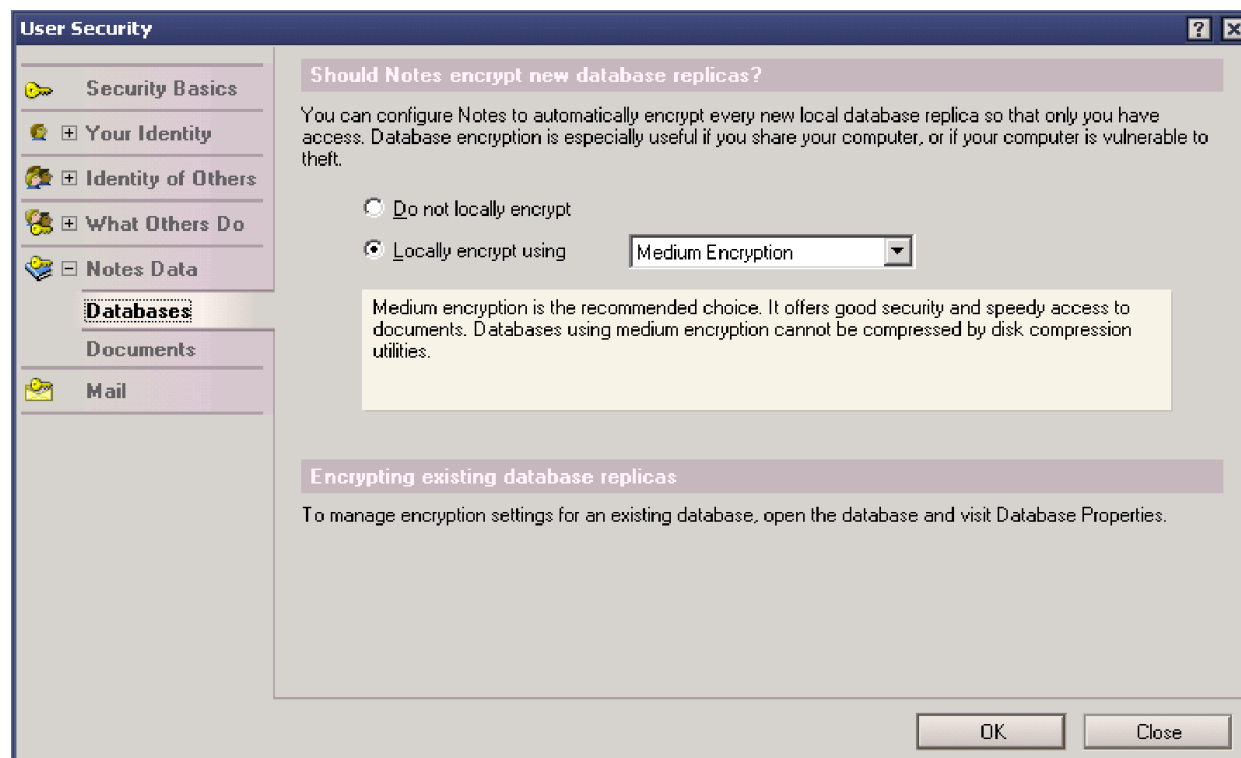 User Security
Security Basics
Your Identity
Identity of Others
What Others Do
Notes Data
Databases
Documents
Mail
Should Notes encrypt new database replicas?
You can configure Notes to automatically encrypt every new local database replica so that only you have
access. Database encryption is especially useful if you share your computer, or if your computer is vulnerable to
theft.
Do not locally encrypt
Locally encrypt using
Medium Encryption
Medium encryption is the recommended choice. It offers good security and speedy access to
documents. Databases using medium encryption cannot be compressed by disk compression
utilities.
Encrypting existing database replicas
To manage encryption settings for an existing database, open the database and visit Database Properties.
OK
Close